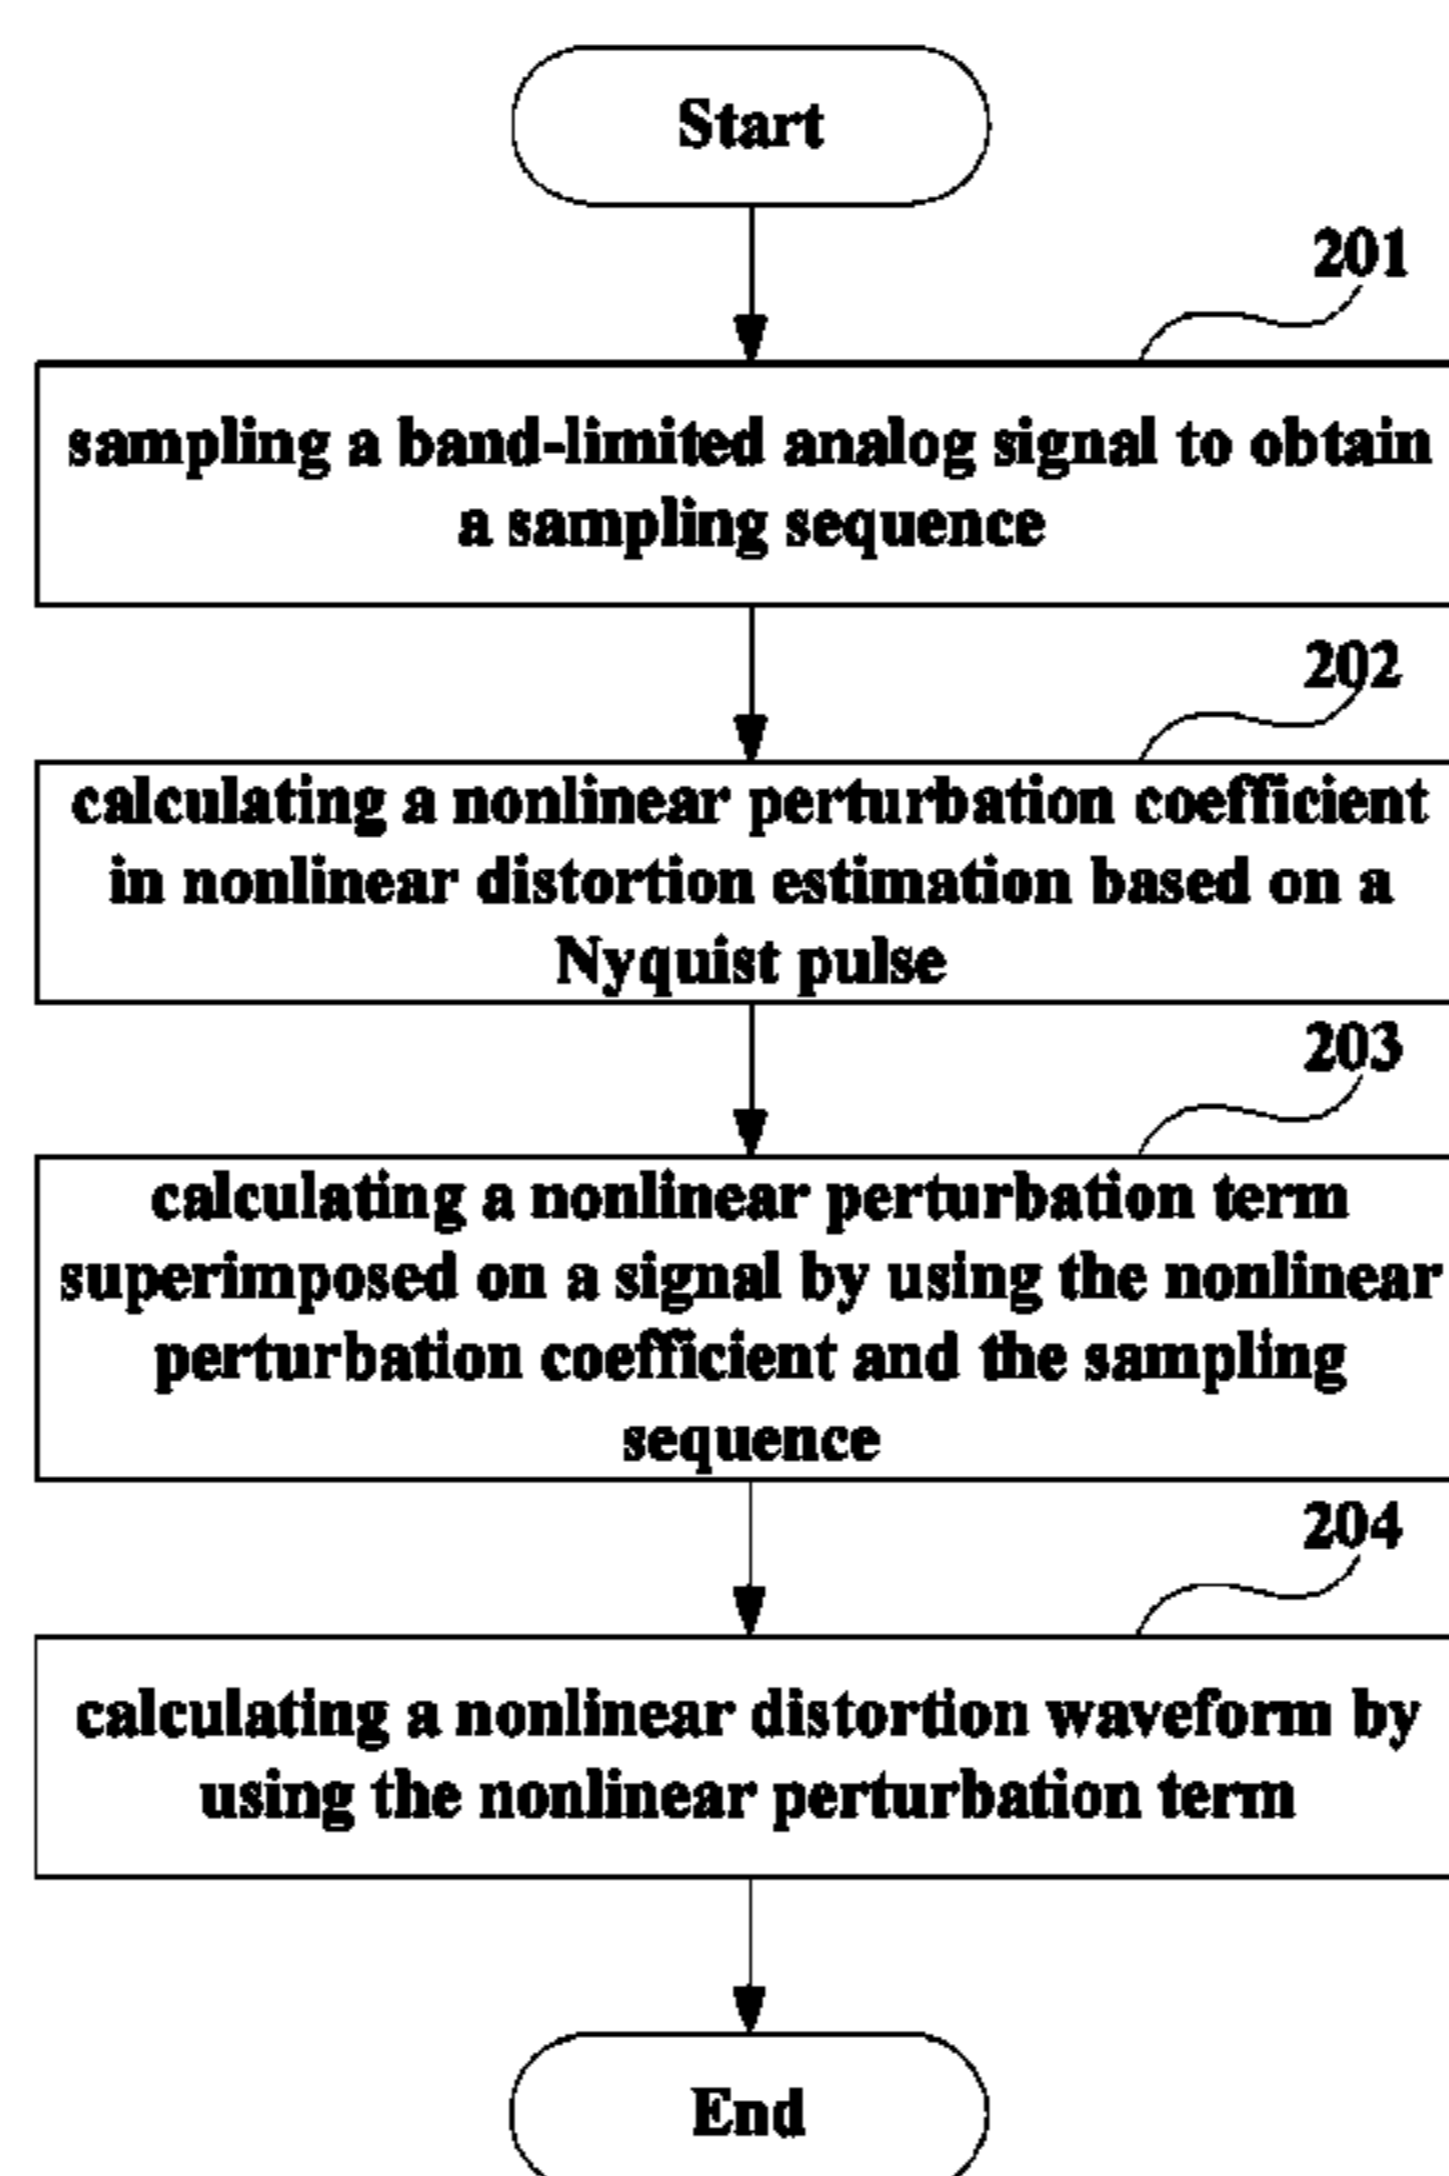 Start
201
sampling a band-limited analog signal to obtain
a sampling sequence
202
calculating a nonlinear perturbation coefficient
in nonlinear distortion estimation based on a
Nyquist pulse
203
calculating a nonlinear perturbation term
superimposed on a signal by using the nonlinear
perturbation coefficient and the sampling
sequence
204
calculating a nonlinear distortion waveform by
using the nonlinear perturbation term
End